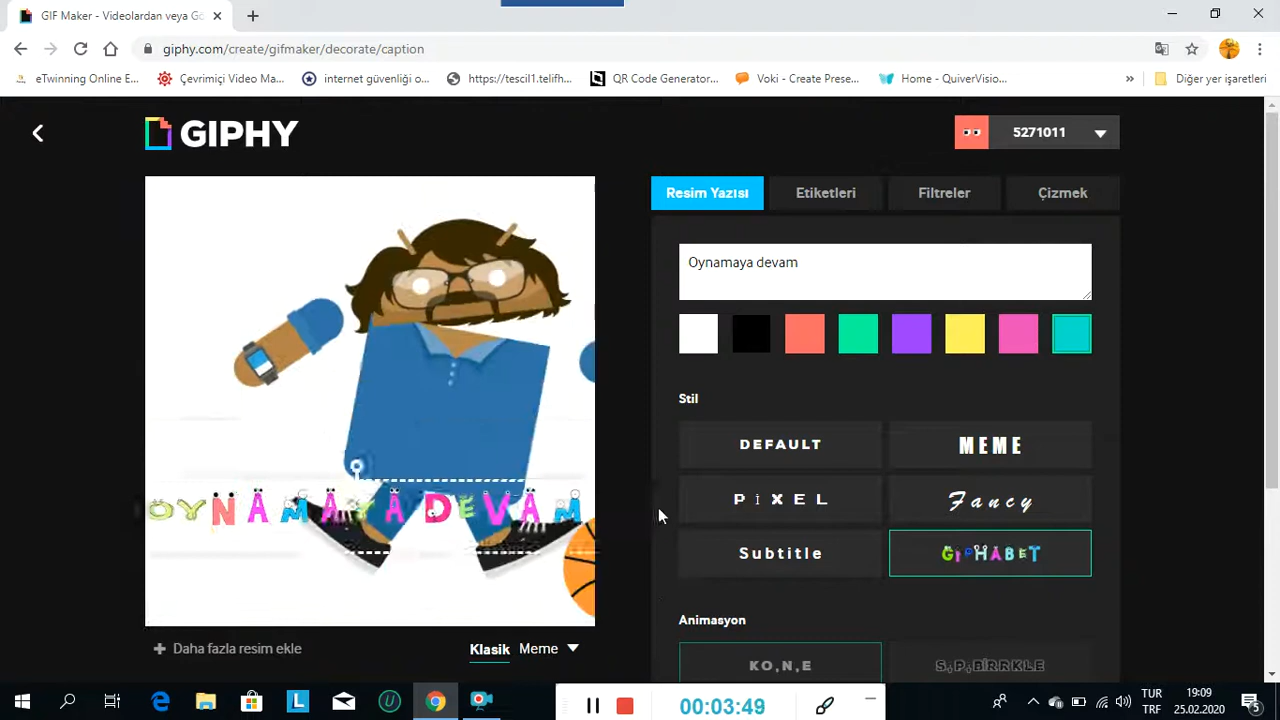 GIF Maker - Videolardan veya Gö
giphy.com/create/gifmaker/decorate/caption
eTwinning Online E...
Çevrimiçi Video Ma...
internet güvenliği o...
https://tescil1.telifh...
QR Code Generator...
Voki - Create Prese...
Home - QuiverVisio...
»
Diğer yer işaretleri
GIPHY
5271011
Resim Yazısı
Etiketleri
Filtreler
Çizmek
Oynamaya devam
Stil
DEFAULT
MEME
PiXEL
Fancy
Subtitle
GIPHABET
OYNAMAYA DEVAM
Animasyon
KO,N,E
+ Daha fazla resim ekle
Klasik
Meme
00:03:49
TUR
TRF
19:09
25.02.2020
5